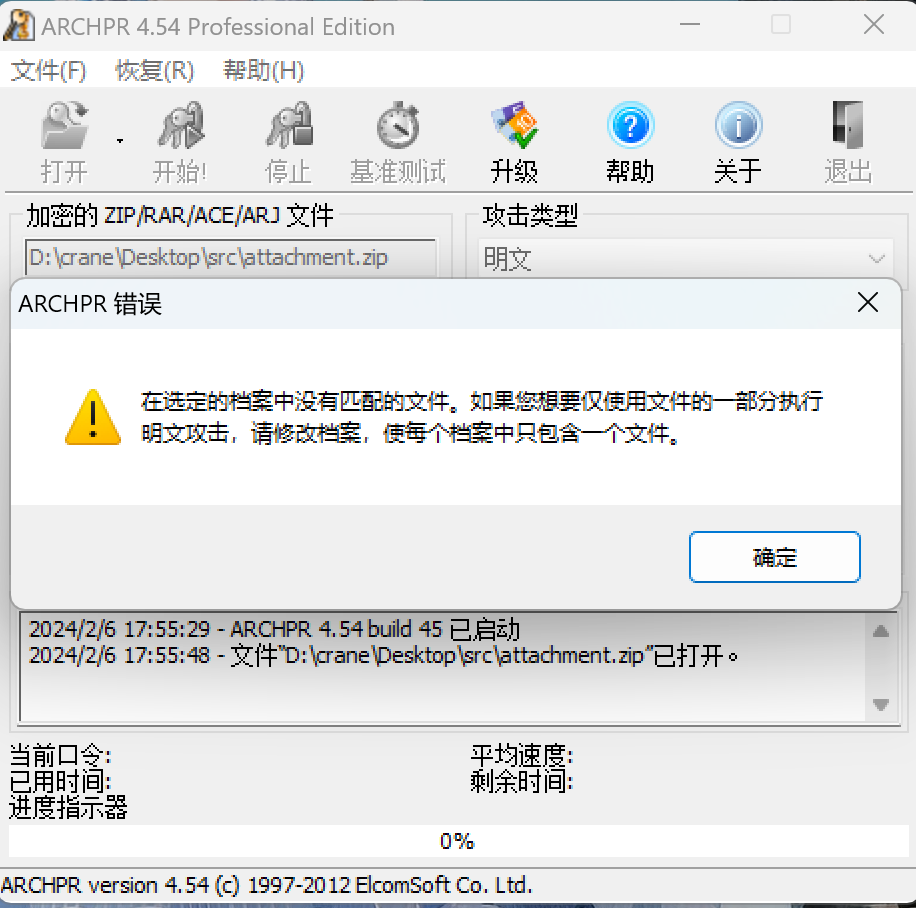 ARCHPR 4.54 Professional Edition
文件(F) 恢复(R) 帮助(H)
打开 开始! 停止 基准测试 升级 帮助 关于 退出
加密的 ZIP/RAR/ACE/ARJ 文件 攻击类型
D:\crane\Desktop\src\attachment.zip 明文
ARCHPR 错误
在选定的档案中没有匹配的文件。如果您想要仅使用文件的一部分执行
明文攻击，请修改档案，使每个档案中只包含一个文件。
确定
2024/2/6 17:55:29 - ARCHPR 4.54 build 45 已启动
2024/2/6 17:55:48 - 文件"D:\crane\Desktop\src\attachment.zip"已打开。
当前口令: 平均速度:
已用时间: 剩余时间:
进度指示器
0%
ARCHPR version 4.54 (c) 1997-2012 ElcomSoft Co. Ltd.